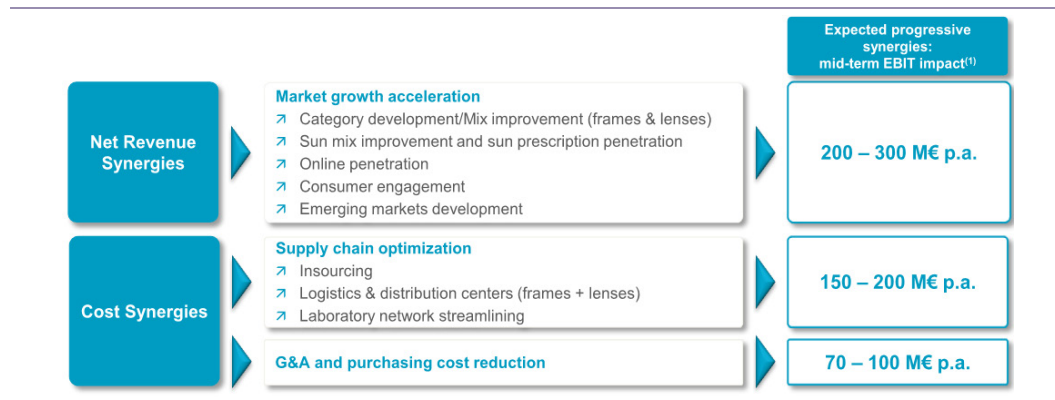 Expected progressive
synergies:
mid-term EBIT impact(1)
Net Revenue
Synergies
Market growth acceleration
Category development/Mix improvement (frames & lenses)
Sun mix improvement and sun prescription penetration
Online penetration
Consumer engagement
Emerging markets development
200 – 300 M€ p.a.
Cost Synergies
Supply chain optimization
Insourcing
Logistics & distribution centers (frames + lenses)
Laboratory network streamlining
150 – 200 M€ p.a.
G&A and purchasing cost reduction
70 – 100 M€ p.a.